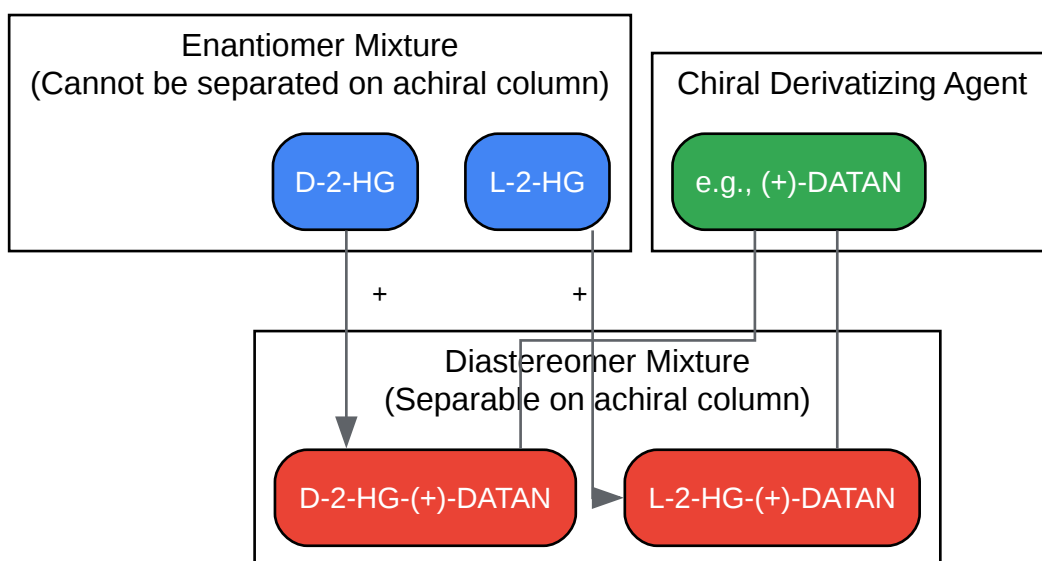 Enantiomer Mixture
(Cannot be separated on achiral column)
Chiral Derivatizing Agent
D-2-HG
L-2-HG
e.g., (+)-DATAN
+
+
Diastereomer Mixture
(Separable on achiral column)
D-2-HG-(+)-DATAN
L-2-HG-(+)-DATAN